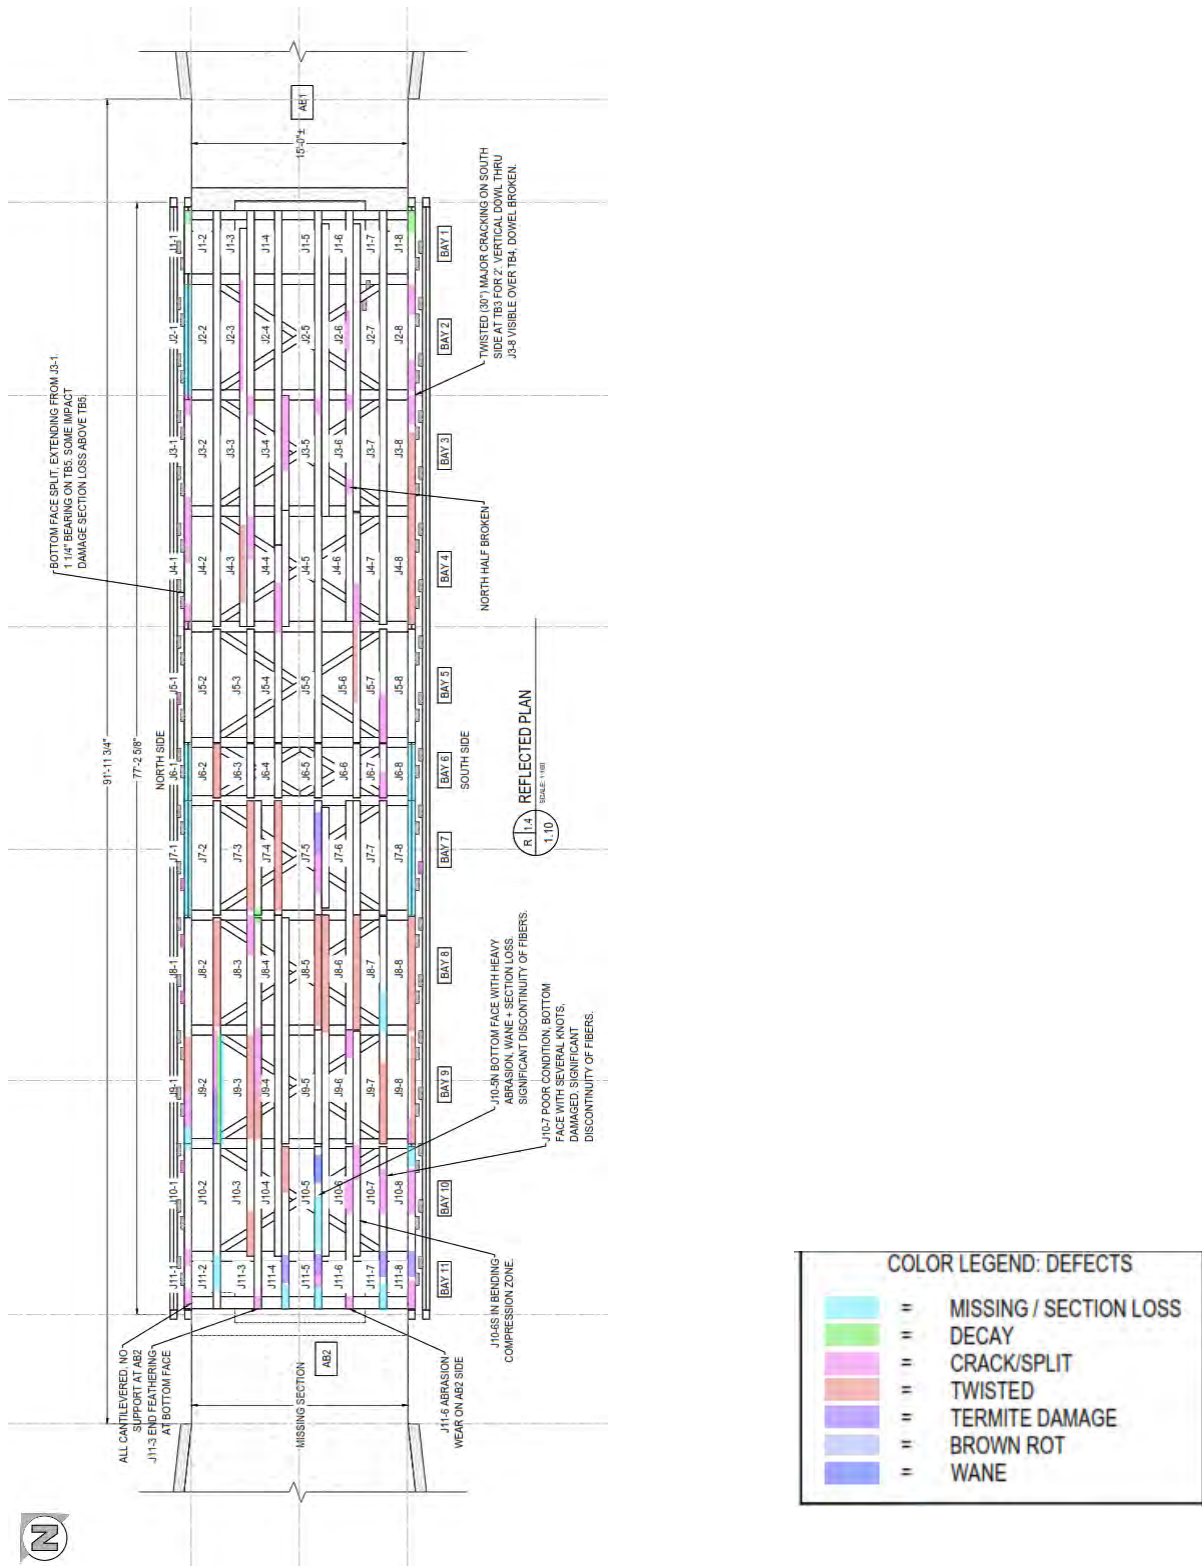 AB1
15'-0"±
91'-11 3/4"
77'-2 5/8"
NORTH SIDE
SOUTH SIDE
BOTTOM FACE SPLIT, EXTENDING FROM J3-1.
1 1/4" BEARING ON TB5. SOME IMPACT
DAMAGE SECTION LOSS ABOVE TB5.
TWISTED (30°) MAJOR CRACKING ON SOUTH
SIDE AT TB3 FOR 2'. VERTICAL DOWL THRU
J3-8 VISIBLE OVER TB4, DOWEL BROKEN.
NORTH HALF BROKEN
J1-1
J1-2
J1-3
J1-4
J1-5
J1-6
J1-7
J1-8
BAY 1
J2-1
J2-2
J2-3
J2-4
J2-5
J2-6
J2-7
J2-8
BAY 2
J3-1
J3-2
J3-3
J3-4
J3-5
J3-6
J3-7
J3-8
BAY 3
J4-1
J4-2
J4-3
J4-4
J4-5
J4-6
J4-7
J4-8
BAY 4
J5-1
J5-2
J5-3
J5-4
J5-5
J5-6
J5-7
J5-8
BAY 5
J6-1
J6-2
J6-3
J6-4
J6-5
J6-6
J6-7
J6-8
BAY 6
J7-1
J7-2
J7-3
J7-4
J7-5
J7-6
J7-7
J7-8
BAY 7
J8-1
J8-2
J8-3
J8-4
J8-5
J8-6
J8-7
J8-8
BAY 8
J9-1
J9-2
J9-3
J9-4
J9-5
J9-6
J9-7
J9-8
BAY 9
J10-1
J10-2
J10-3
J10-4
J10-5
J10-6
J10-7
J10-8
BAY 10
J11-1
J11-2
J11-3
J11-4
J11-5
J11-6
J11-7
J11-8
BAY 11
R 1.4
1.10
REFLECTED PLAN
SCALE:
J10-5N BOTTOM FACE WITH HEAVY
ABRASION, WANE + SECTION LOSS.
SIGNIFICANT DISCONTINUITY OF FIBERS.
J10-7 POOR CONDITION, BOTTOM
FACE WITH SEVERAL KNOTS,
DAMAGED. SIGNIFICANT
DISCONTINUITY OF FIBERS.
J10-6S IN BENDING
COMPRESSION ZONE.
J11-6 ABRASION
WEAR ON AB2 SIDE
ALL CANTILEVERED, NO
SUPPORT AT AB2
J11-3 END FEATHERING
AT BOTTOM FACE
AB2
MISSING SECTION
N
COLOR LEGEND: DEFECTS
= MISSING / SECTION LOSS
= DECAY
= CRACK/SPLIT
= TWISTED
= TERMITE DAMAGE
= BROWN ROT
= WANE